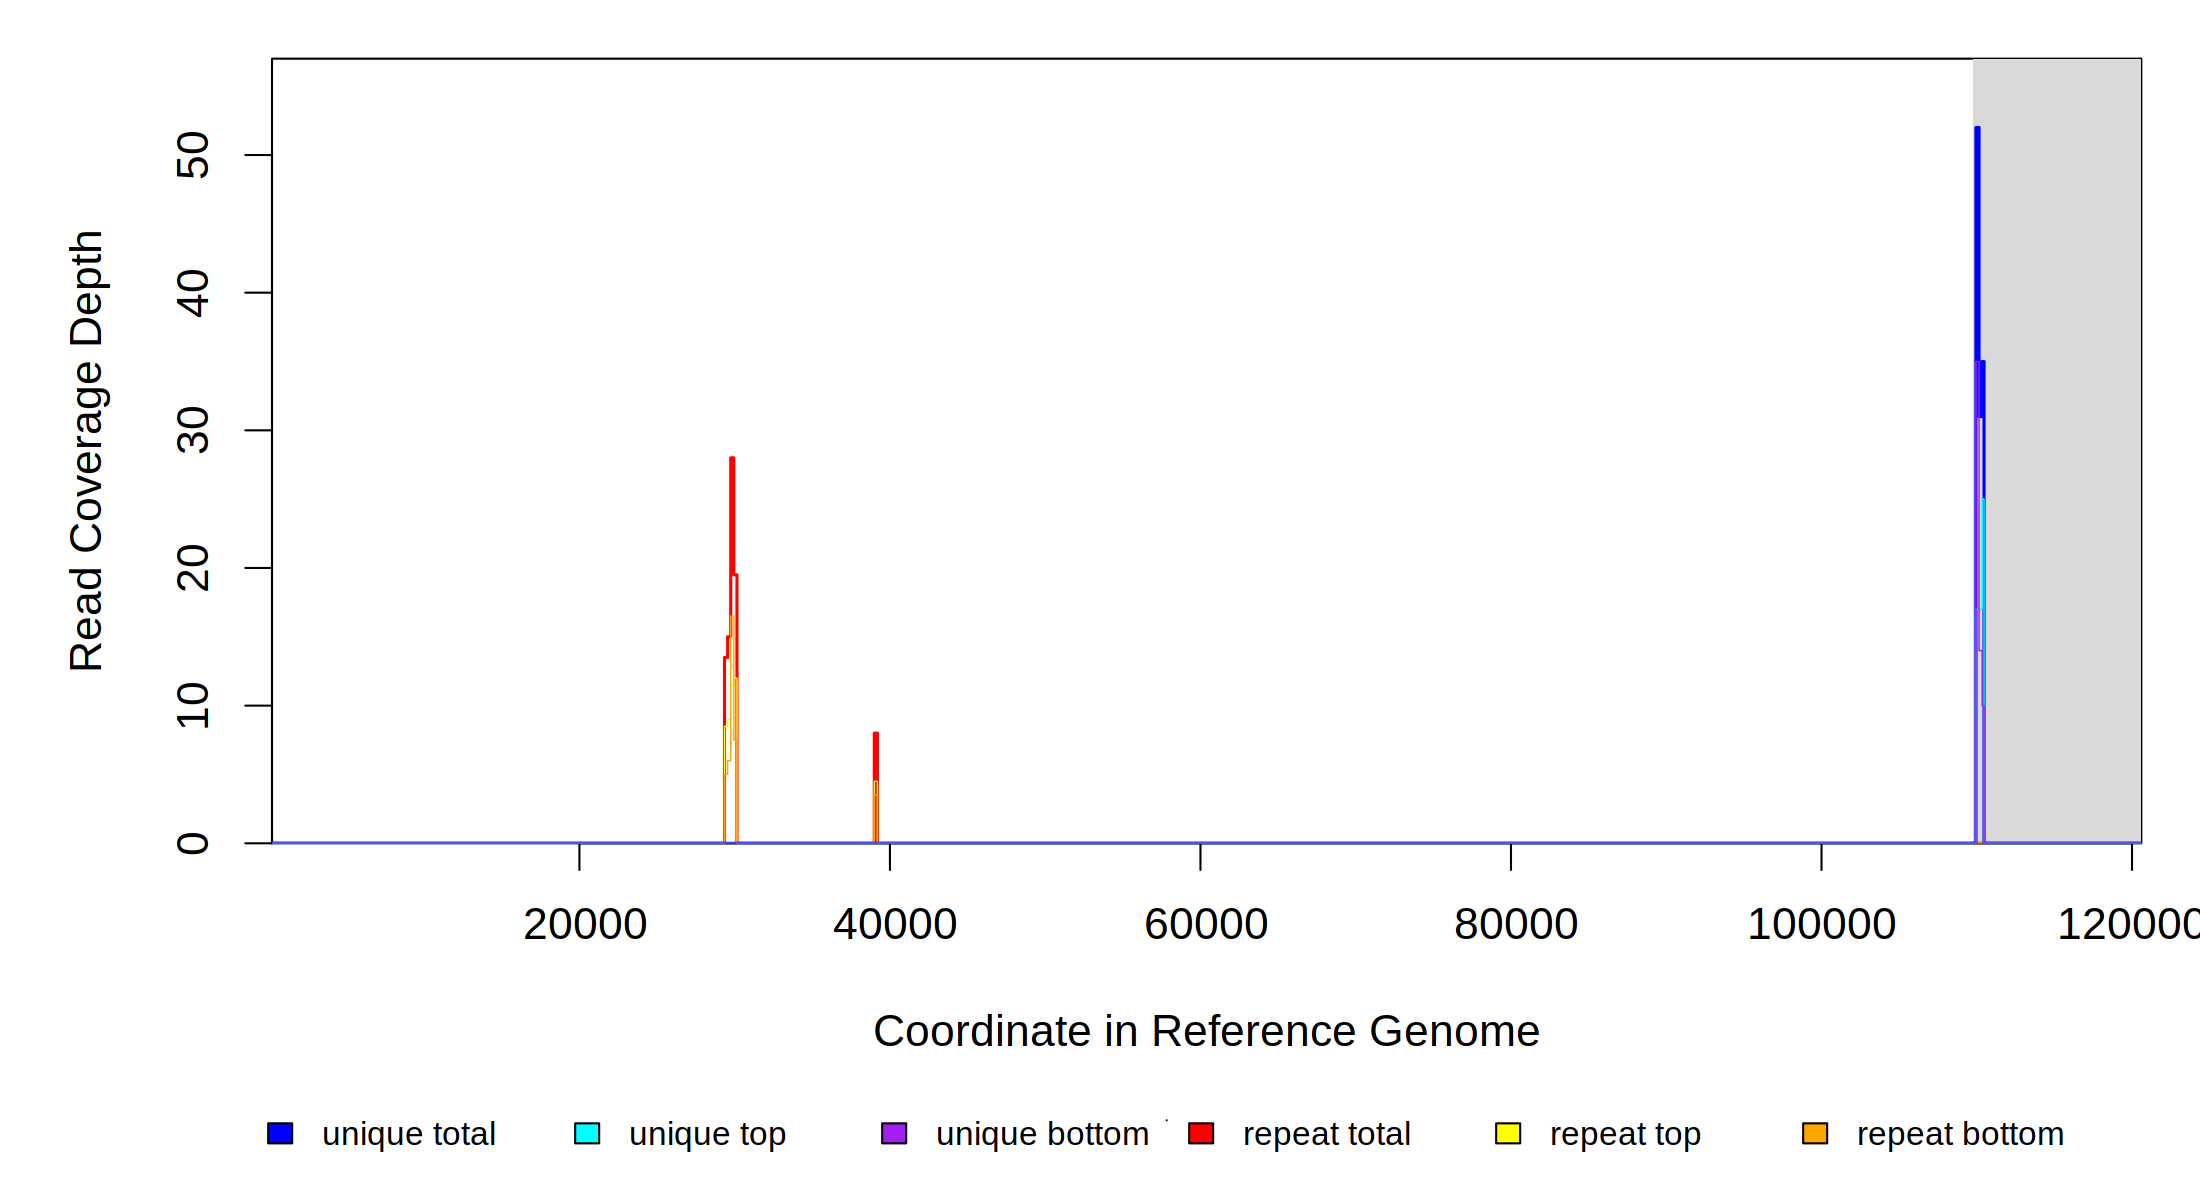 Read Coverage Depth
50
40
30
20
10
0
20000 40000 60000 80000 100000 120000
Coordinate in Reference Genome
unique total unique top unique bottom repeat total repeat top repeat bottom